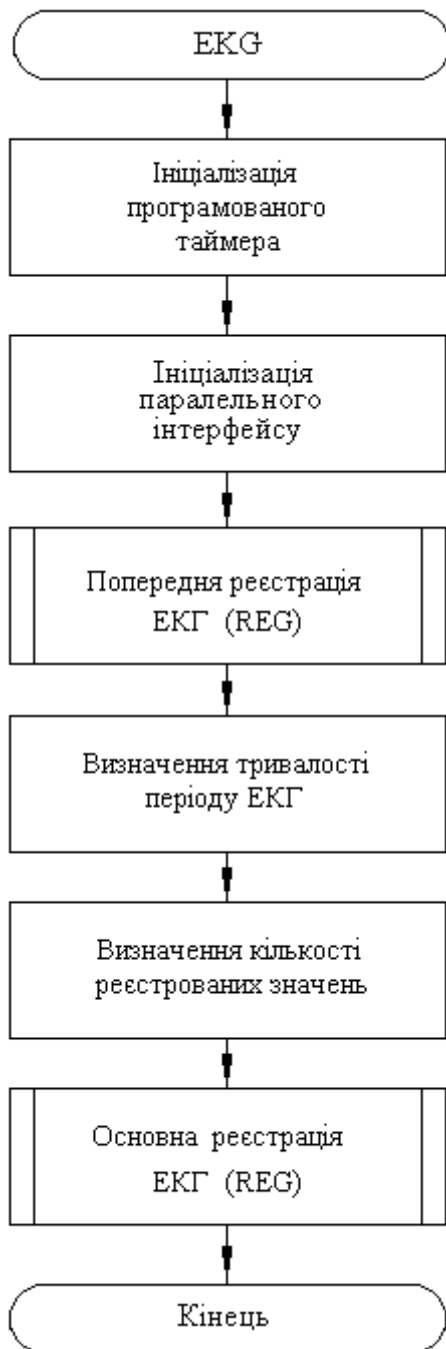 EKG
Ініціалізація
програмованого
таймера
Ініціалізація
паралельного
інтерфейсу
Попередня реєстрація
ЕКГ (REG)
Визначення тривалості
періоду ЕКГ
Визначення кількості
реєстрованих значень
Основна реєстрація
ЕКГ (REG)
Кінець